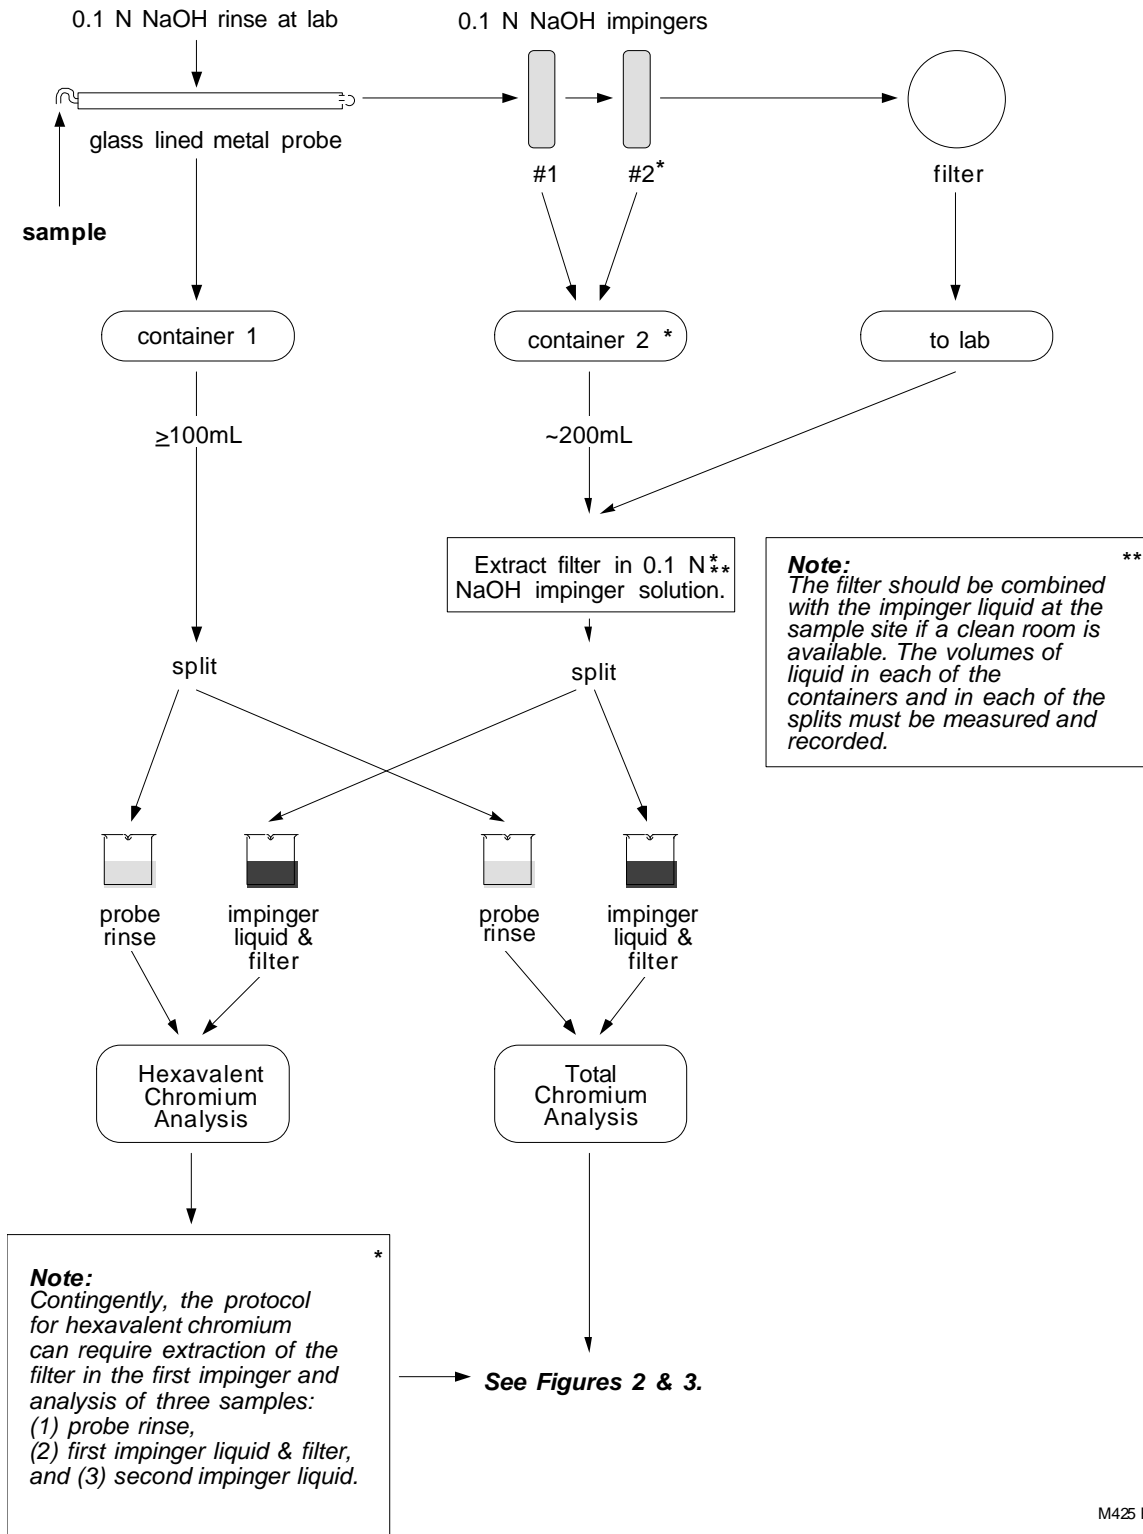 0.1 N NaOH rinse at lab
0.1 N NaOH impingers
glass lined metal probe
#1
#2*
filter
sample
container 1
container 2 *
to lab
≥100mL
~200mL
Extract filter in 0.1 N * **
NaOH impinger solution.
**
Note:
The filter should be combined
with the impinger liquid at the
sample site if a clean room is
available. The volumes of
liquid in each of the
containers and in each of the
splits must be measured and
recorded.
split
split
probe
rinse
impinger
liquid &
filter
probe
rinse
impinger
liquid &
filter
Hexavalent
Chromium
Analysis
Total
Chromium
Analysis
*
Note:
Contingently, the protocol
for hexavalent chromium
can require extraction of the
filter in the first impinger and
analysis of three samples:
(1) probe rinse,
(2) first impinger liquid & filter,
and (3) second impinger liquid.
See Figures 2 & 3.
M425